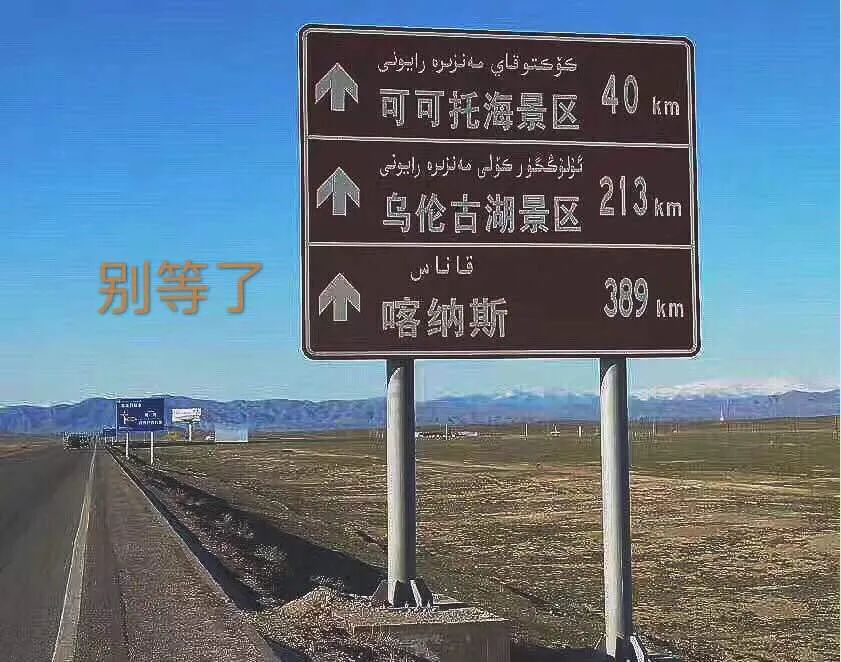 كۆكتوقاي مەنزىرە رايونى
可可托海景区 40 km
ئۇلۇڭگۇر كۆلى مەنزىرە رايونى
乌伦古湖景区 213 km
قاناس
喀纳斯 389 km
别等了